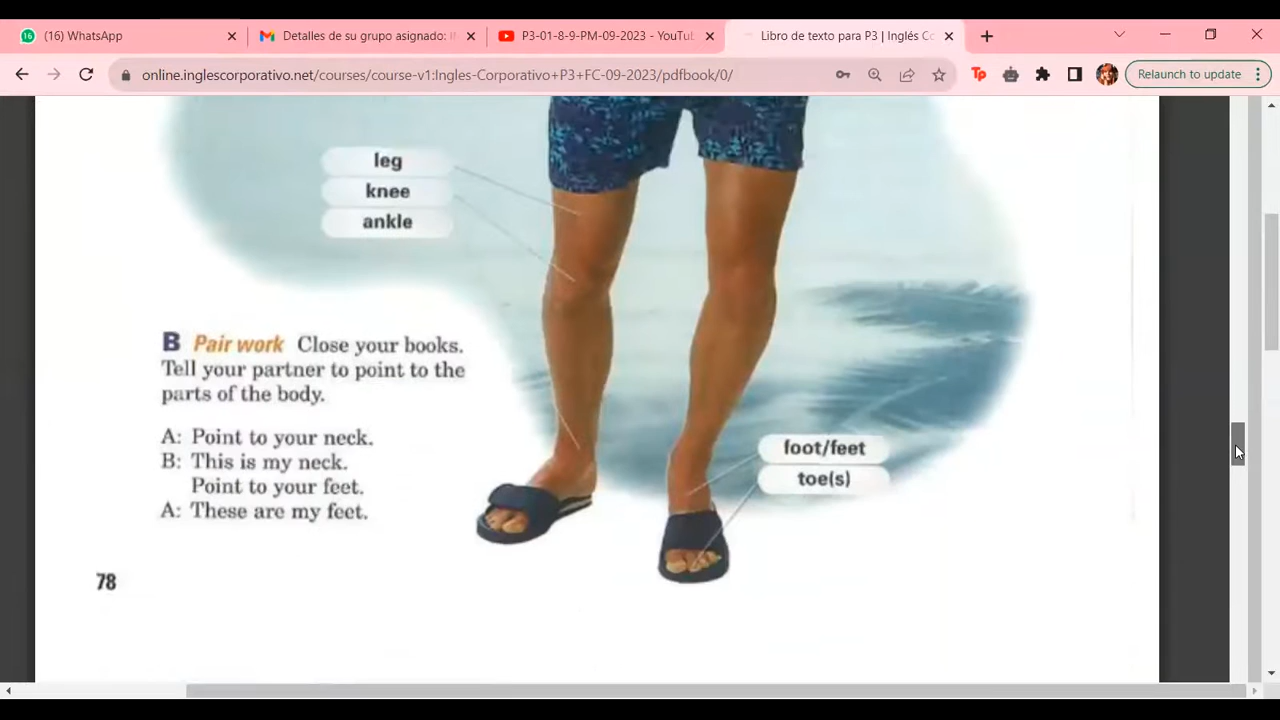 (16) WhatsApp
Detalles de su grupo asignado: I
P3-01-8-9-PM-09-2023 - YouTu
Libro de texto para P3 | Inglés Co
16
online.inglescorporativo.net/courses/course-v1:Ingles-Corporativo+P3+FC-09-2023/pdfbook/0/
Relaunch to update
leg
knee
ankle
B Pair work Close your books.
Tell your partner to point to the
parts of the body.
A: Point to your neck.
B: This is my neck.
Point to your feet.
A: These are my feet.
foot/feet
toe(s)
78